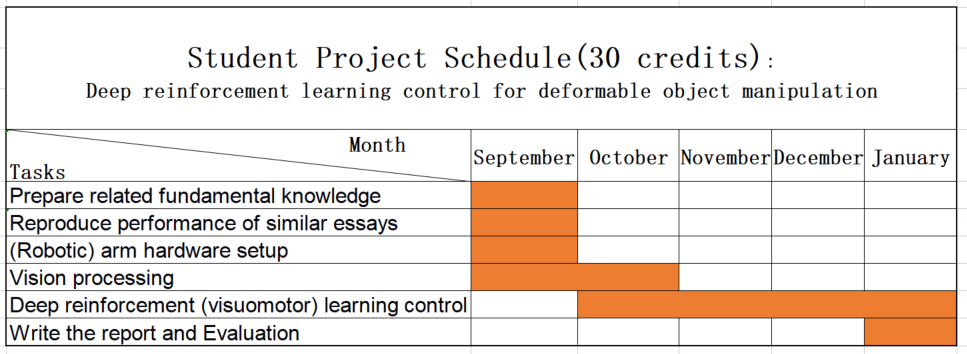 Student Project Schedule(30 credits):
Deep reinforcement learning control for deformable object manipulation
Month
Tasks
September October November December January
Prepare related fundamental knowledge
Reproduce performance of similar essays
(Robotic) arm hardware setup
Vision processing
Deep reinforcement (visuomotor) learning control
Write the report and Evaluation